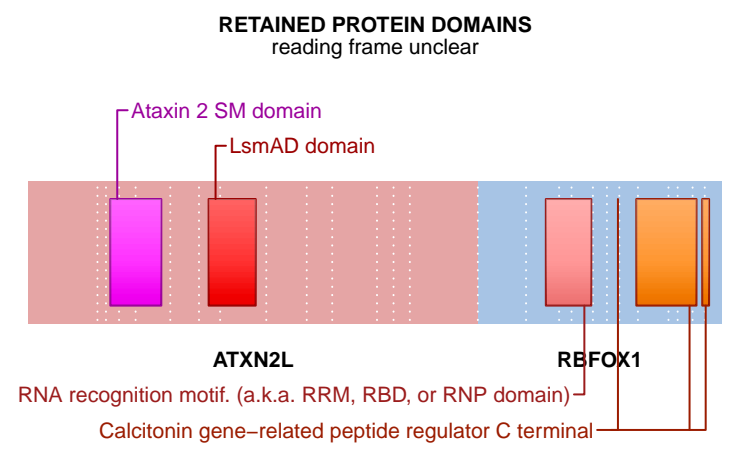 RETAINED PROTEIN DOMAINS
reading frame unclear
Ataxin 2 SM domain
LsmAD domain
ATXN2L
RBFOX1
RNA recognition motif. (a.k.a. RRM, RBD, or RNP domain)
Calcitonin gene−related peptide regulator C terminal